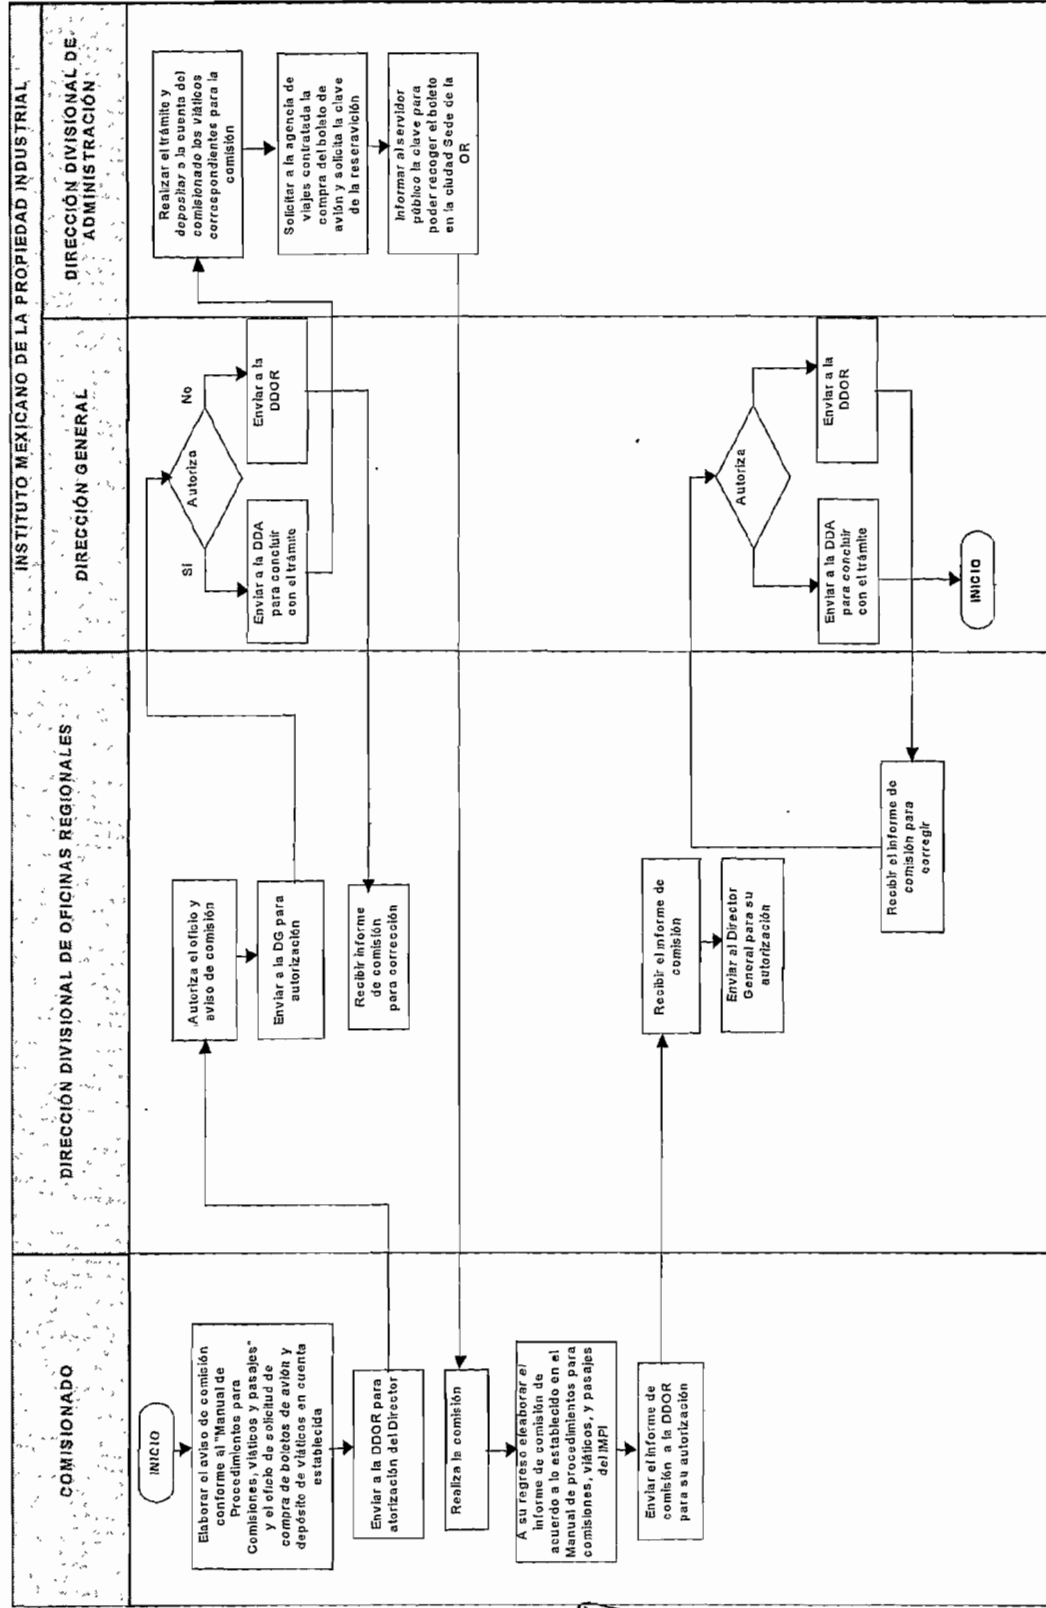 INSTITUTO MEXICANO DE LA PROPIEDAD INDUSTRIAL
COMISIONADO
DIRECCIÓN DIVISIONAL DE OFICINAS REGIONALES
DIRECCIÓN GENERAL
DIRECCIÓN DIVISIONAL DE
ADMINISTRACIÓN
INICIO
Elaborar el aviso de comisión
conforme al "Manual de
Procedimientos para
Comisiones, viáticos y pasajes"
y el oficio de solicitud de
compra de boletos de avión y
depósito de viáticos en cuenta
establecida
Enviar a la DDOR para
atorización del Director
Autoriza el oficio y
aviso de comisión
Enviar a la DG para
autorización
Autoriza
SI
No
Enviar a la DDA
para concluir
con el trámite
Enviar a la
DDOR
Recibir informe
de comisión
para corrección
Realizar el trámite y
depositar a la cuenta del
comisionado los viáticos
correspondientes para la
comisión
Solicitar a la agencia de
viajes contratada la
compra del boleto de
avión y solicita la clave
de la reseravición
Informar al servidor
público la clave para
poder recoger el boleto
en la ciudad Sede de la
OR
Realiza la comisión
A su regreso eleaborar el
informe de comisión de
acuerdo a lo establecido en el
Manual de procedimientos para
comisiones, viáticos, y pasajes
del IMPI
Enviar el informe de
comisión a la DDOR
para su autorización
Recibir el informe de
comisión
Enviar al Director
General para su
autorización
Autoriza
Enviar a la DDA
para concluir
con el trámite
Enviar a la
DDOR
Recibir el informe de
comisión para
corregir
INICIO